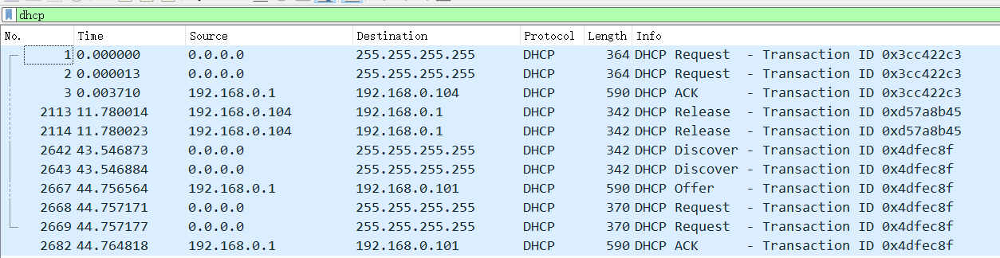 dhcp
No. Time Source Destination Protocol Length Info
1 0.000000 0.0.0.0 255.255.255.255 DHCP 364 DHCP Request - Transaction ID 0x3cc422c3
2 0.000013 0.0.0.0 255.255.255.255 DHCP 364 DHCP Request - Transaction ID 0x3cc422c3
3 0.003710 192.168.0.1 192.168.0.104 DHCP 590 DHCP ACK - Transaction ID 0x3cc422c3
2113 11.780014 192.168.0.104 192.168.0.1 DHCP 342 DHCP Release - Transaction ID 0xd57a8b45
2114 11.780023 192.168.0.104 192.168.0.1 DHCP 342 DHCP Release - Transaction ID 0xd57a8b45
2642 43.546873 0.0.0.0 255.255.255.255 DHCP 342 DHCP Discover - Transaction ID 0x4dfec8f
2643 43.546884 0.0.0.0 255.255.255.255 DHCP 342 DHCP Discover - Transaction ID 0x4dfec8f
2667 44.756564 192.168.0.1 192.168.0.101 DHCP 590 DHCP Offer - Transaction ID 0x4dfec8f
2668 44.757171 0.0.0.0 255.255.255.255 DHCP 370 DHCP Request - Transaction ID 0x4dfec8f
2669 44.757177 0.0.0.0 255.255.255.255 DHCP 370 DHCP Request - Transaction ID 0x4dfec8f
2682 44.764818 192.168.0.1 192.168.0.101 DHCP 590 DHCP ACK - Transaction ID 0x4dfec8f